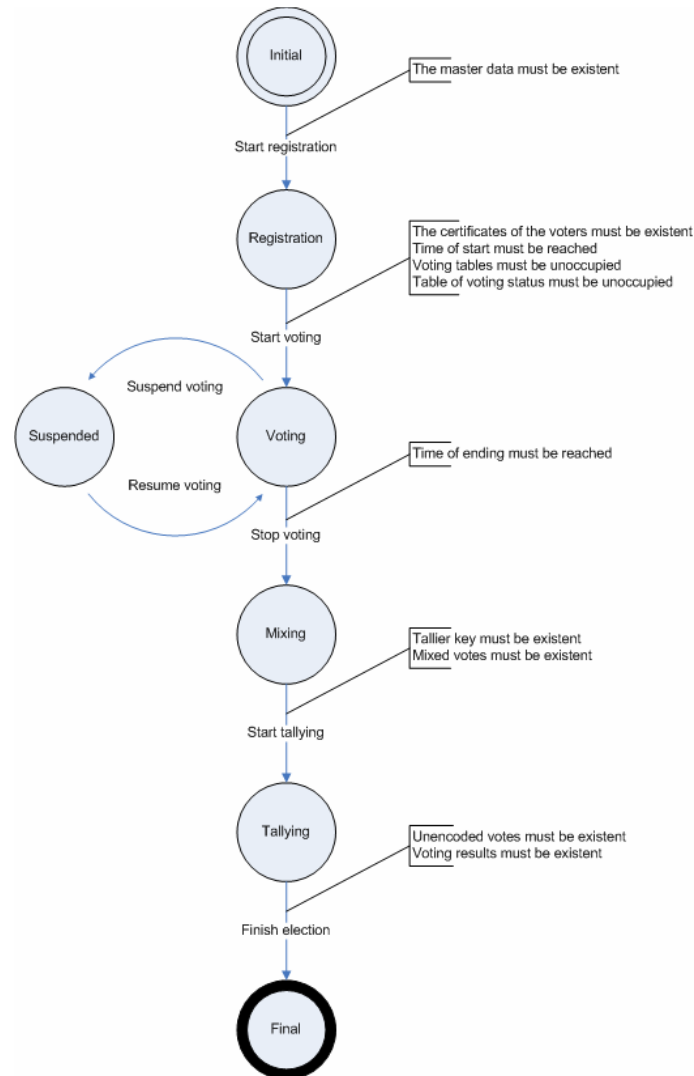 Initial
The master data must be existent
Start registration
Registration
The certificates of the voters must be existent
Time of start must be reached
Voting tables must be unoccupied
Table of voting status must be unoccupied
Start voting
Suspend voting
Suspended
Voting
Time of ending must be reached
Resume voting
Stop voting
Mixing
Tallier key must be existent
Mixed votes must be existent
Start tallying
Tallying
Unencoded votes must be existent
Voting results must be existent
Finish election
Final